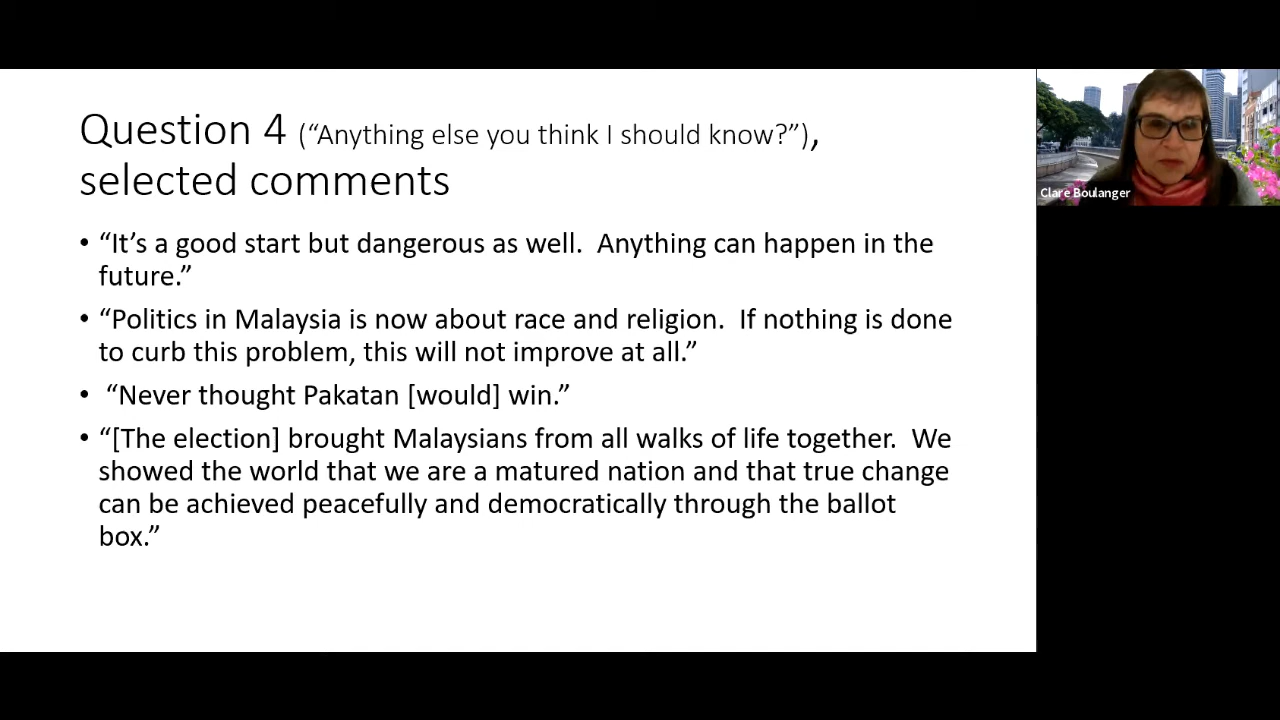 Question 4 (“Anything else you think I should know?”),
selected comments
• “It’s a good start but dangerous as well.  Anything can happen in the
future.”
• “Politics in Malaysia is now about race and religion.  If nothing is done
to curb this problem, this will not improve at all.”
• “Never thought Pakatan [would] win.”
• “[The election] brought Malaysians from all walks of life together.  We
showed the world that we are a matured nation and that true change
can be achieved peacefully and democratically through the ballot
box.”
Clare Boulanger